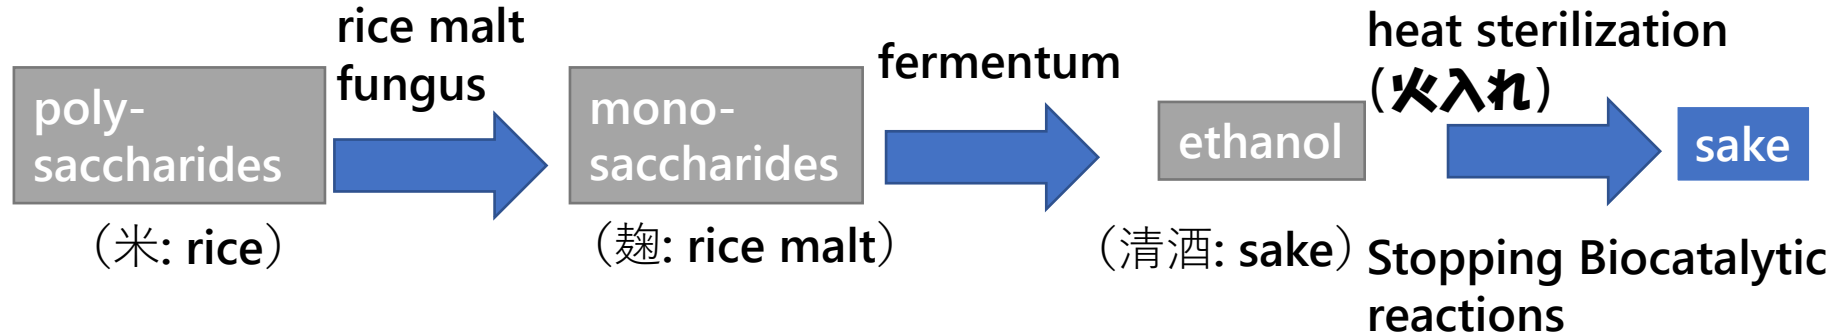 rice malt
fungus
poly-
saccharides
(米: rice)
mono-
saccharides
(麹: rice malt)
fermentum
ethanol
(清酒: sake)
heat sterilization
(火入れ)
Stopping Biocatalytic
reactions
sake